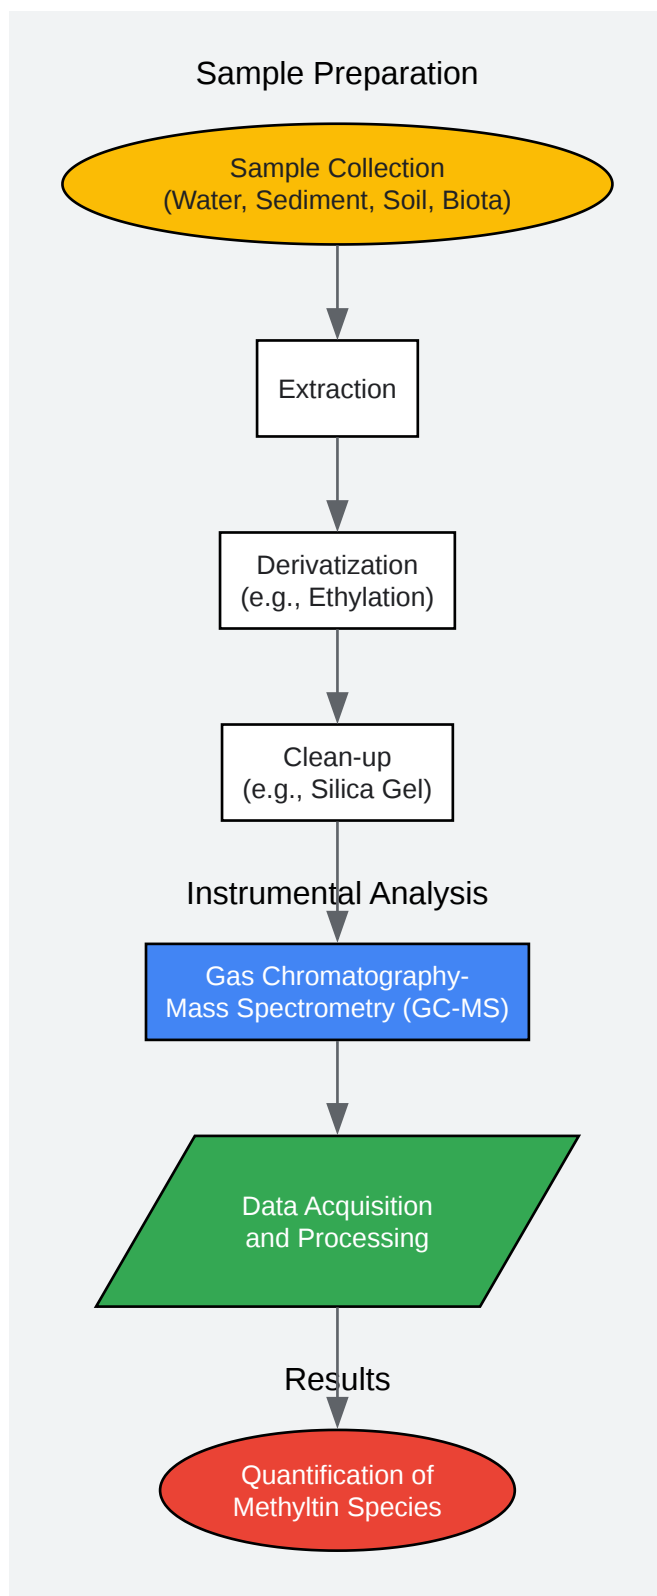 Sample Preparation
Sample Collection
(Water, Sediment, Soil, Biota)
Extraction
Derivatization
(e.g., Ethylation)
Clean-up
(e.g., Silica Gel)
Instrumental Analysis
Gas Chromatography-
Mass Spectrometry (GC-MS)
Data Acquisition
and Processing
Results
Quantification of
Methyltin Species